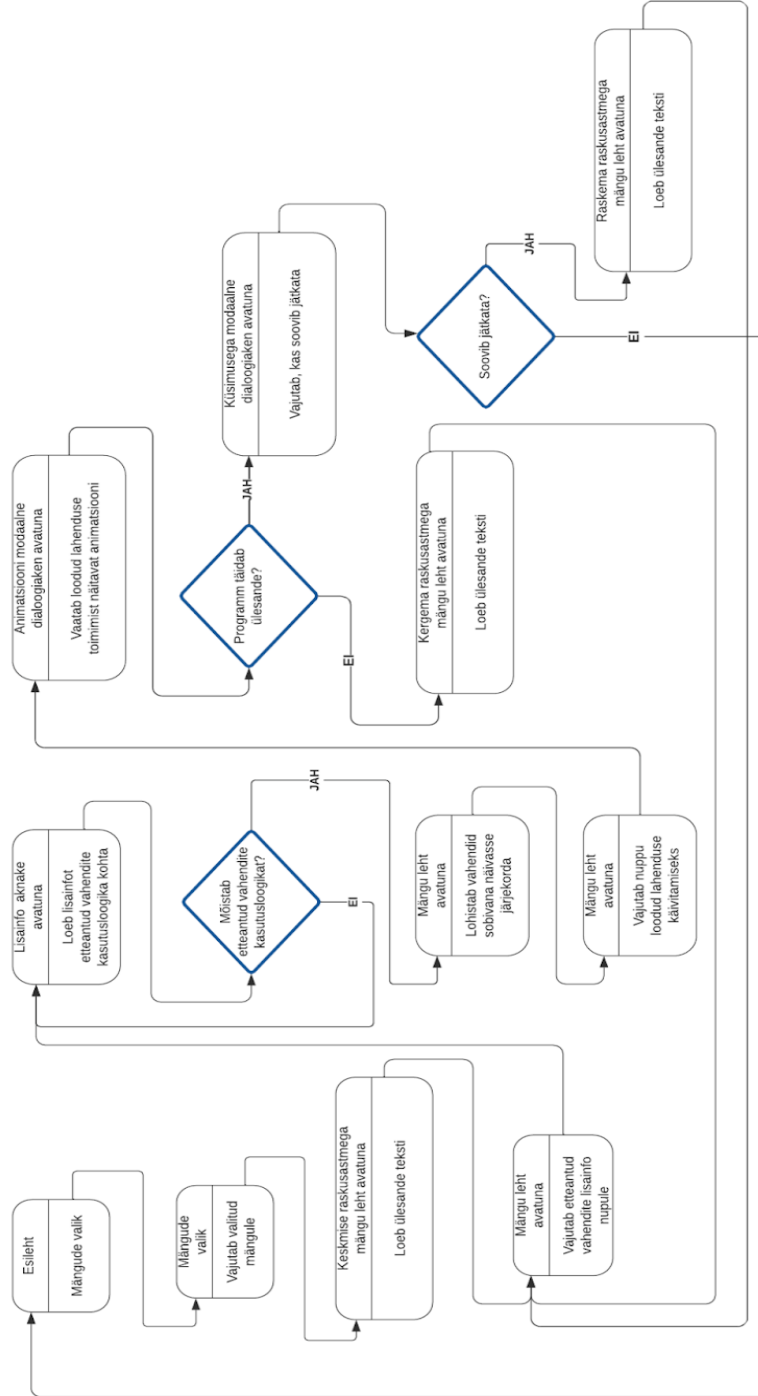 Esileht
Mängude valik
Mängude
valik
Vajutab valitud
mängule
Keskmise raskusastmega
mängu leht avatuna
Loeb ülesande teksti
Mängu leht
avatuna
Vajutab etteantud
vahendite lisainfo
nupule
Lisainfo aknake
avatuna
Loeb lisainfot
etteantud vahendite
kasutusloogika kohta
Mõistab
etteantud vahendite
kasutusloogikat?
EI
JAH
Mängu leht
avatuna
Lohistab vahendid
sobivana näivasse
järjekorda
Mängu leht
avatuna
Vajutab nuppu
loodud lahenduse
käivitamiseks
Animatsiooni modaalne
dialoogiaken avatuna
Vaatab loodud lahenduse
toimimist näitavat animatsiooni
Programm täidab
ülesande?
JAH
EI
Kergema raskusastmega
mängu leht avatuna
Loeb ülesande teksti
Küsimusega modaalne
dialoogiaken avatuna
Vajutab, kas soovib jätkata
Soovib jätkata?
JAH
EI
Raskema raskusastmega
mängu leht avatuna
Loeb ülesande teksti